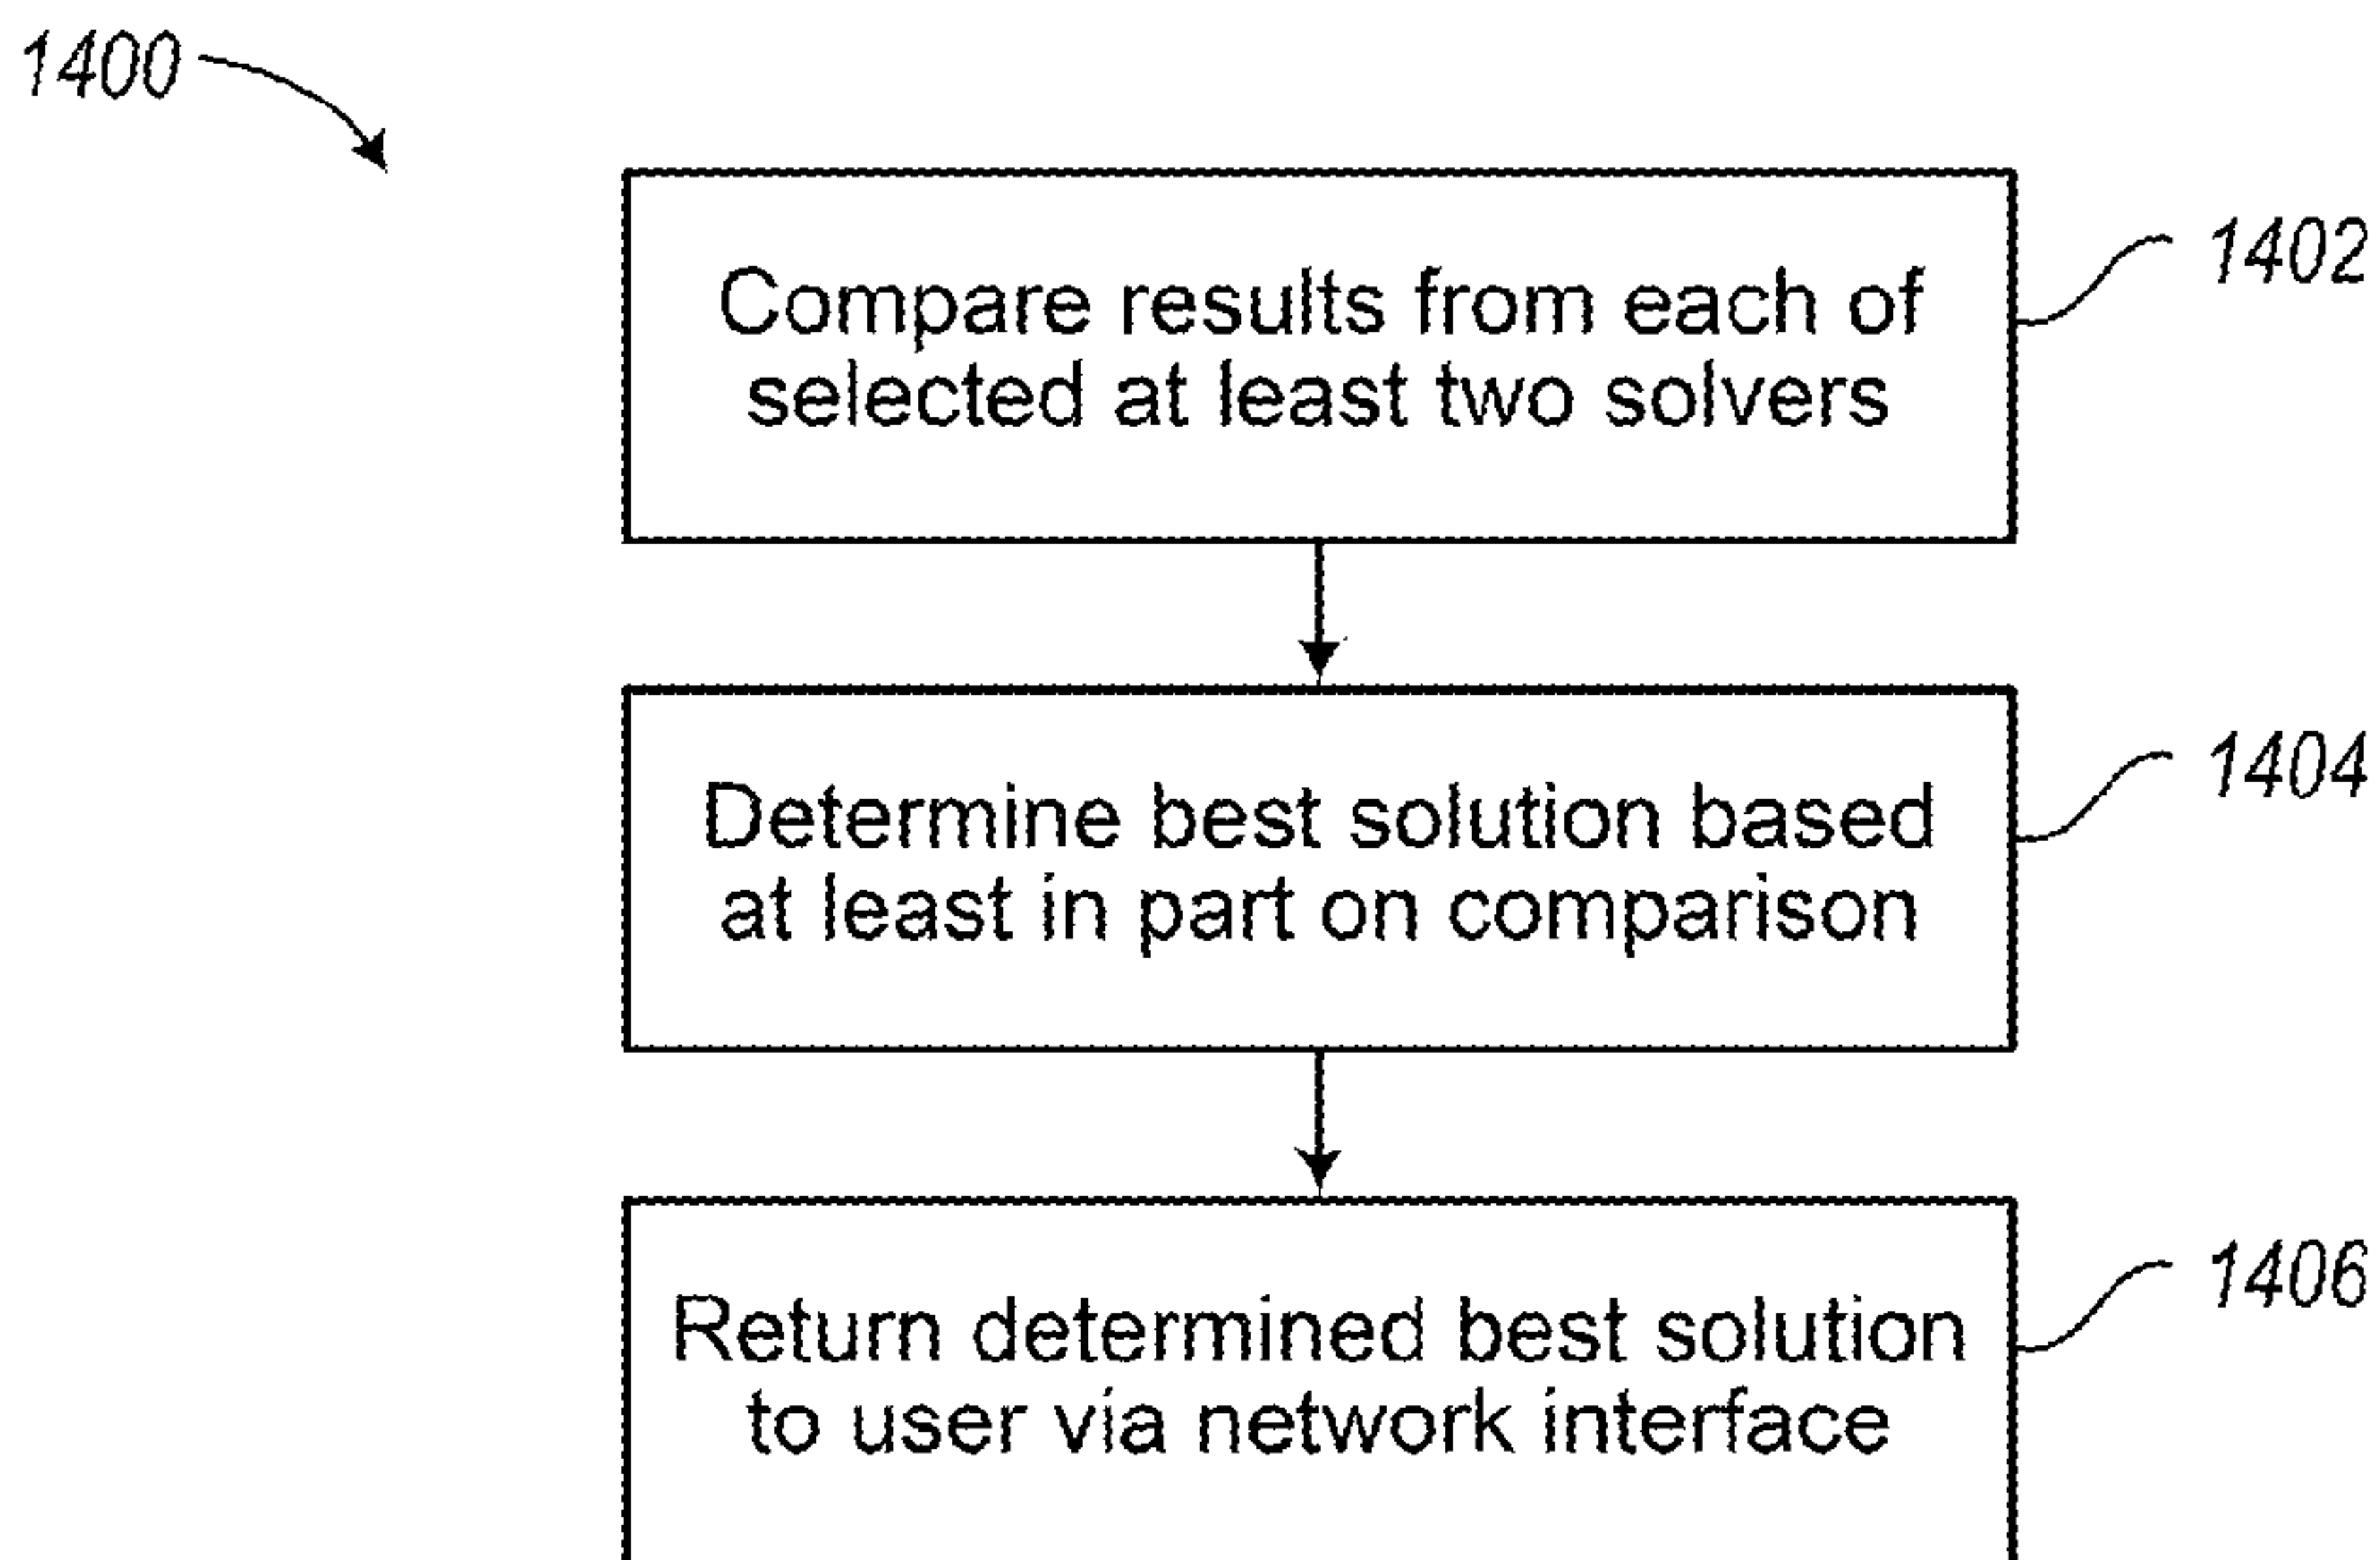 1400
Compare results from each of
selected at least two solvers
1402
Determine best solution based
at least in part on comparison
1404
Return determined best solution
to user via network interface
1406